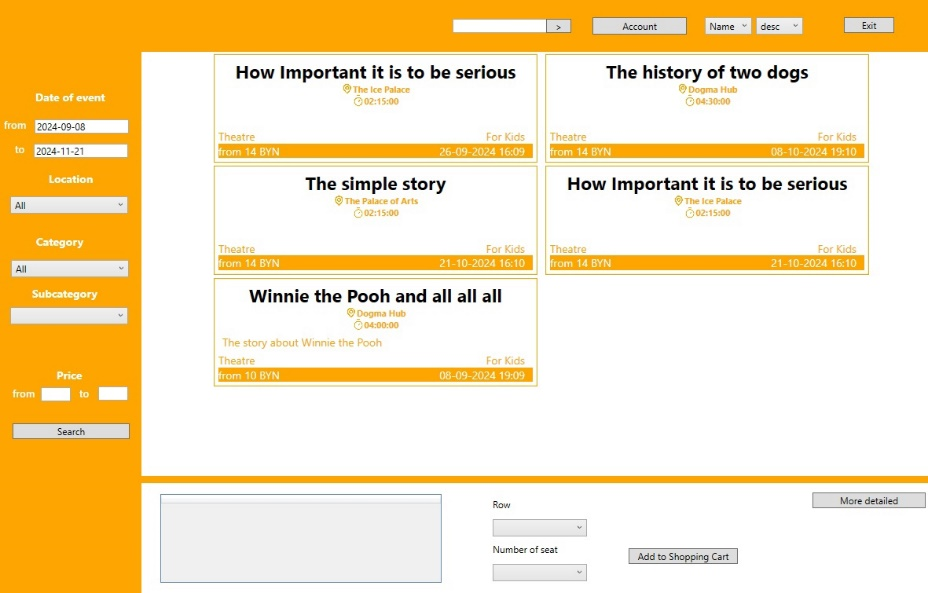 >
Account
Name
desc
Exit
Date of event
from 2024-09-08
to 2024-11-21
Location
All
Category
All
Subcategory
Price
from to
Search
How Important it is to be serious
The Ice Palace
02:15:00
Theatre For Kids
from 14 BYN 26-09-2024 16:09
The history of two dogs
Dogma Hub
04:30:00
Theatre For Kids
from 14 BYN 08-10-2024 19:10
The simple story
The Palace of Arts
02:15:00
Theatre For Kids
from 14 BYN 21-10-2024 16:10
How Important it is to be serious
The Ice Palace
02:15:00
Theatre For Kids
from 14 BYN 21-10-2024 16:10
Winnie the Pooh and all all all
Dogma Hub
04:00:00
The story about Winnie the Pooh
Theatre For Kids
from 10 BYN 08-09-2024 19:09
Row
Number of seat
Add to Shopping Cart
More detailed